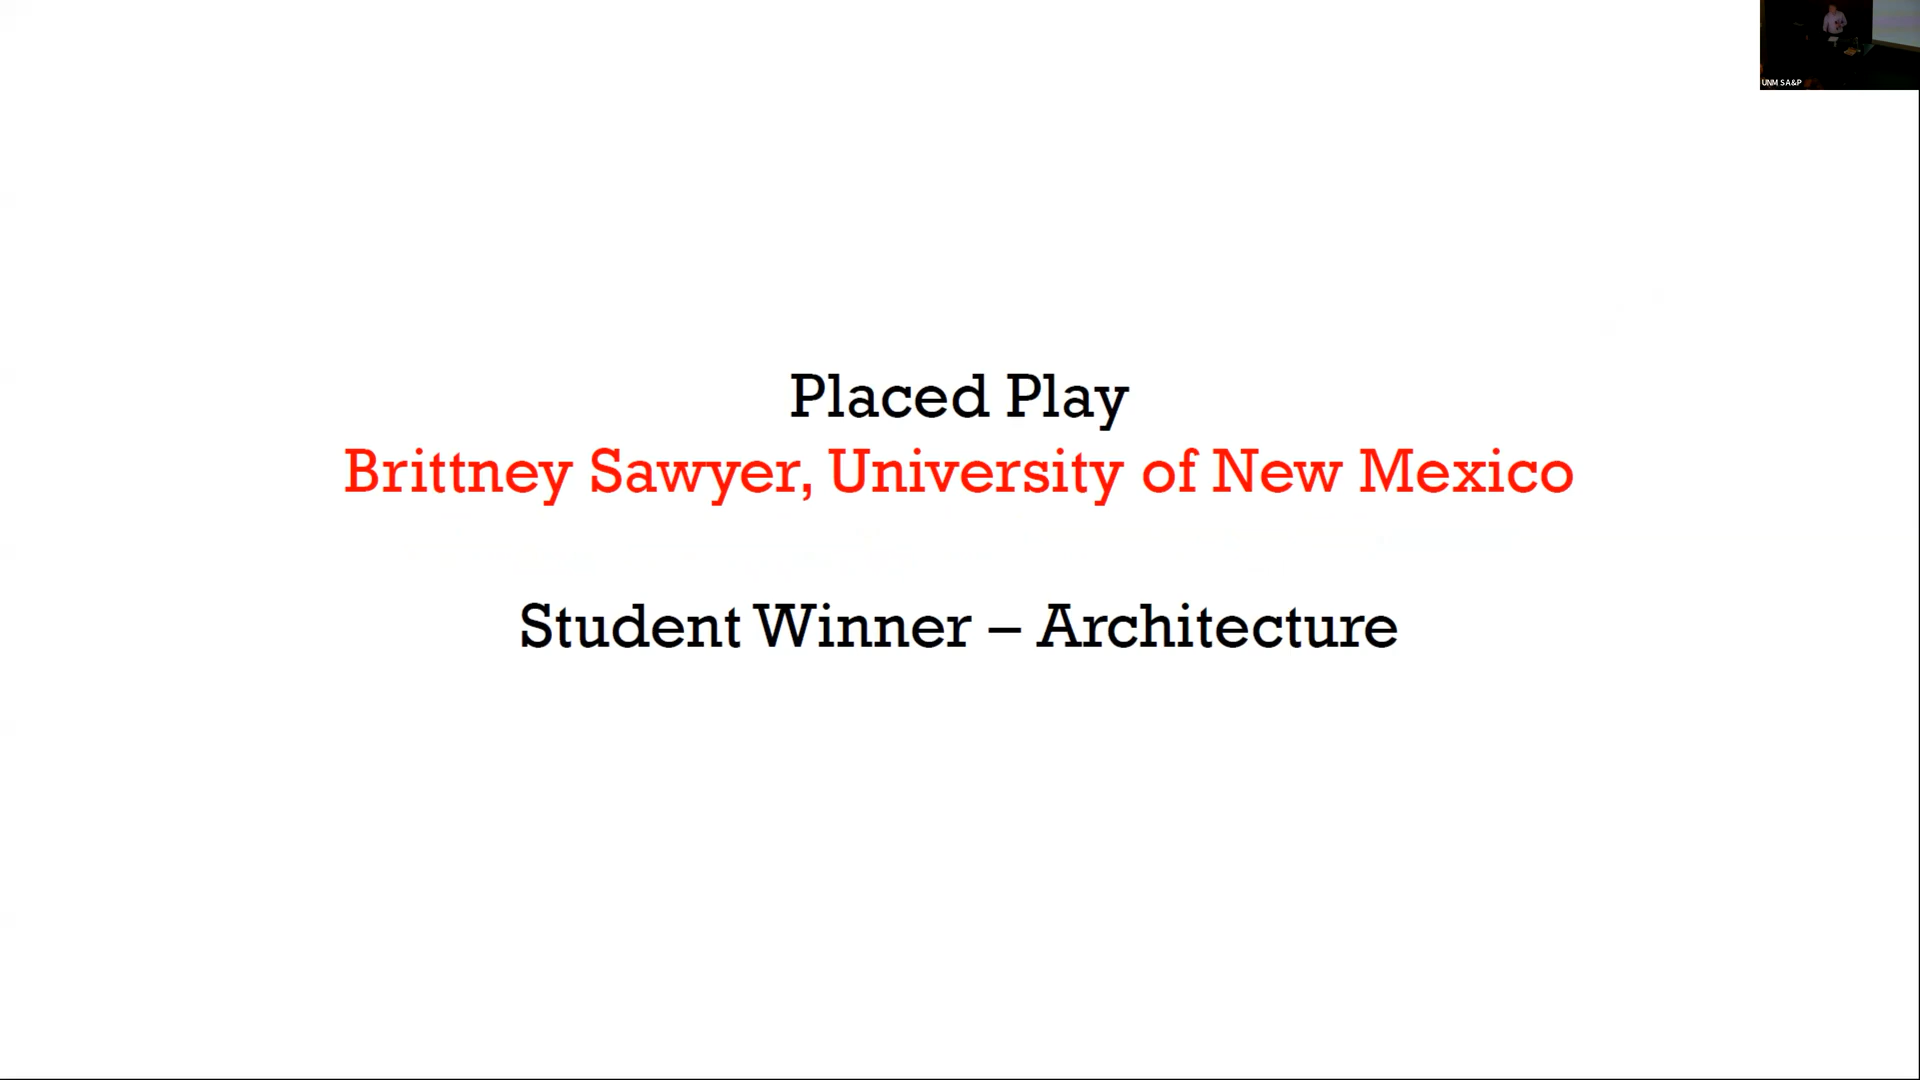 UNM SA&P
Placed Play
Brittney Sawyer, University of New Mexico
Student Winner – Architecture